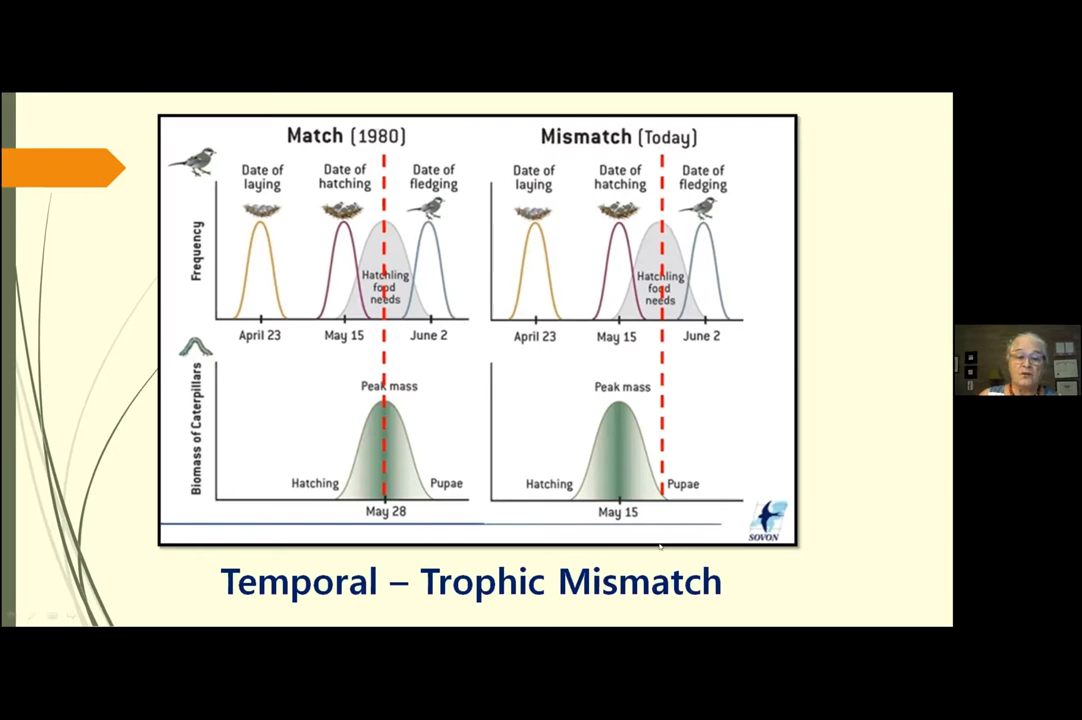 Match (1980)
Mismatch (Today)
Date of
laying
Date of
hatching
Date of
fledging
Date of
laying
Date of
hatching
Date of
fledging
Frequency
Hatchling
food
needs
Hatchling
food
needs
April 23
May 15
June 2
April 23
May 15
June 2
Biomass of Caterpillars
Peak mass
Peak mass
Hatching
Pupae
Hatching
Pupae
May 28
May 15
SOVON
Temporal – Trophic Mismatch